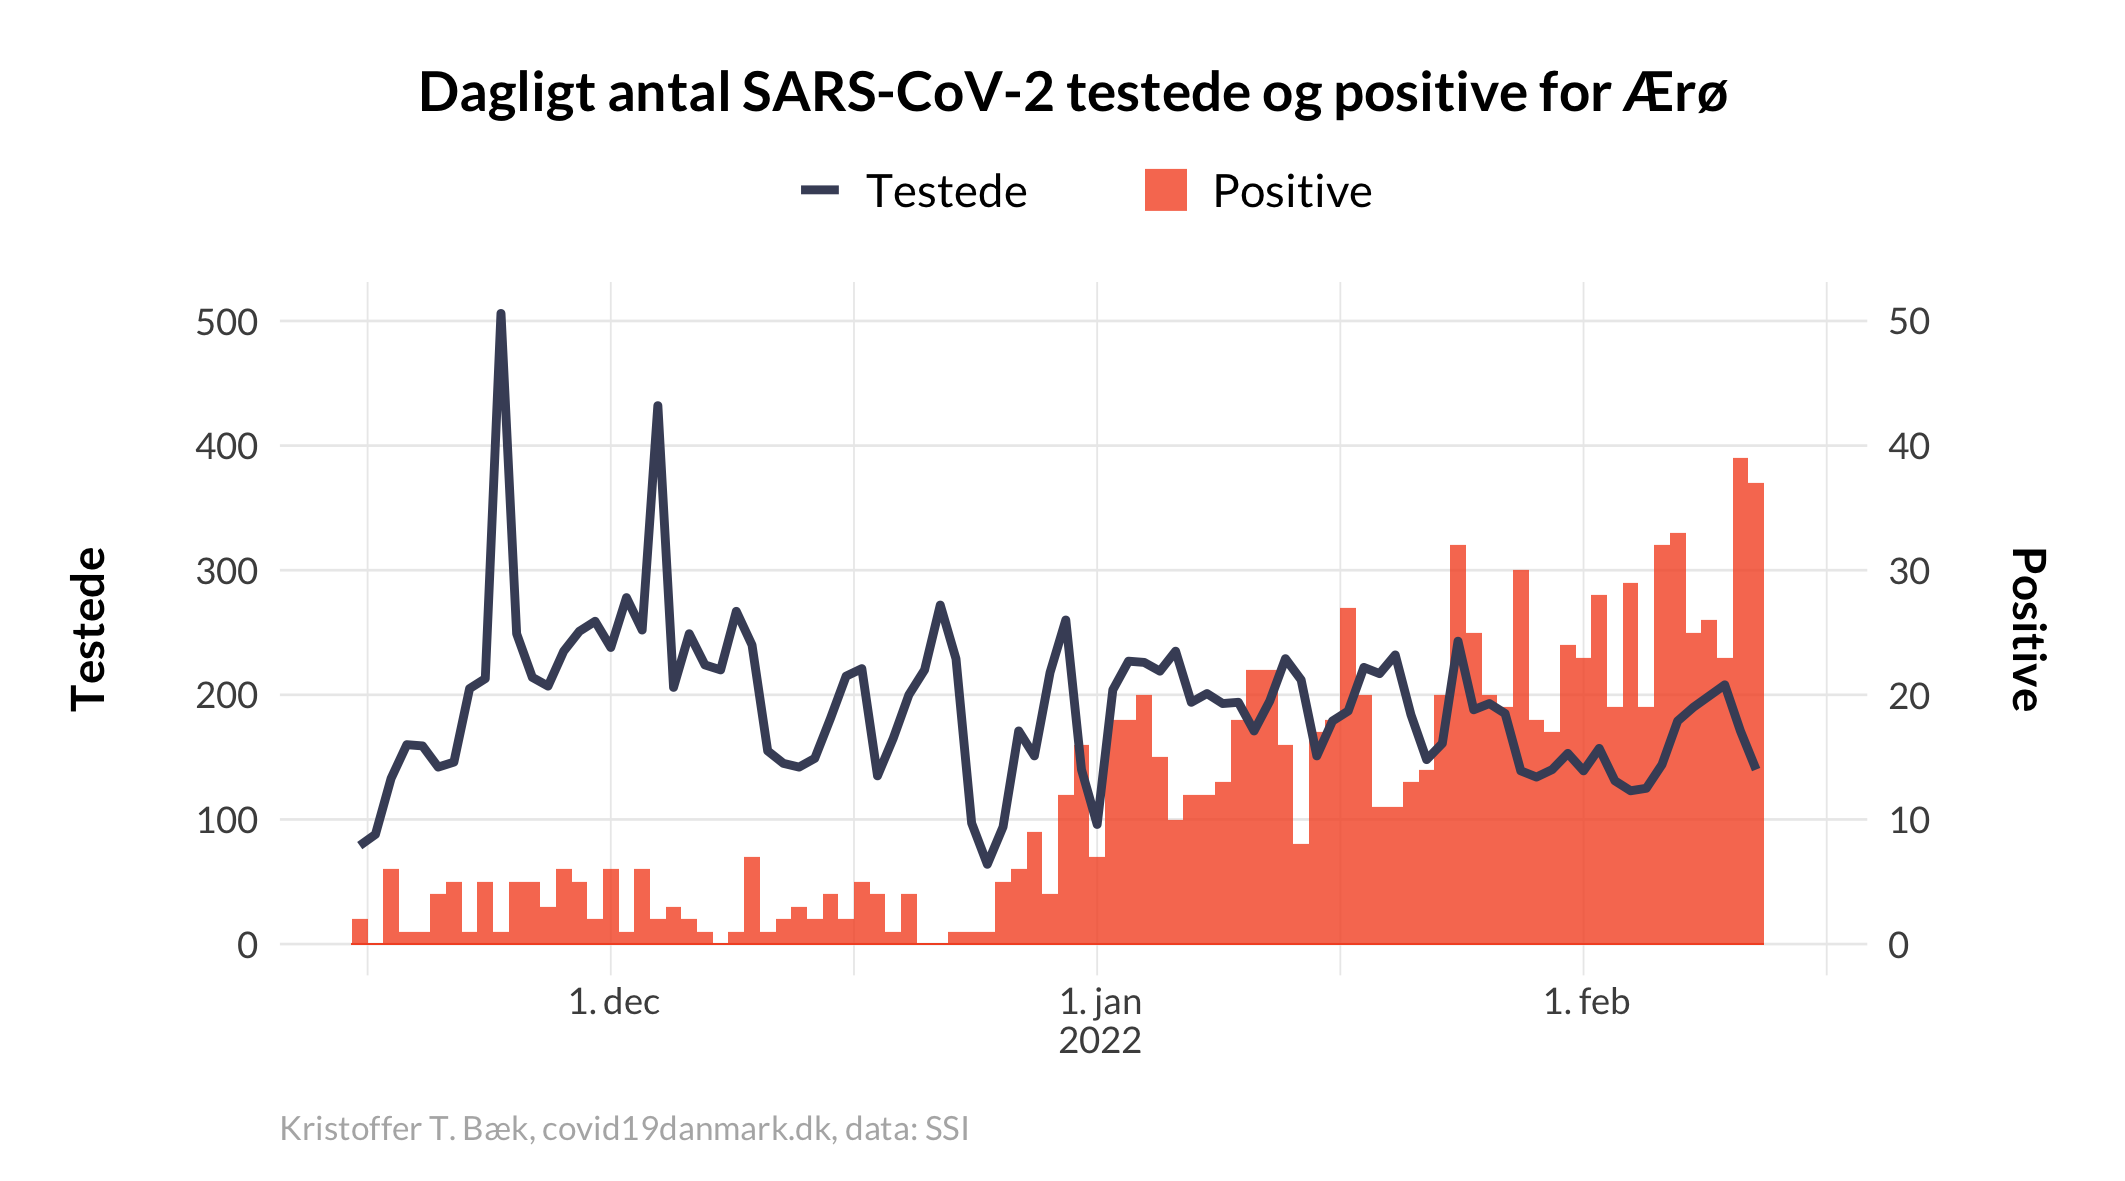 Dagligt antal SARS-CoV-2 testede og positive for Ærø
Testede Positive
Testede
500
400
300
200
100
0
50
40
30
20
10
0
Positive
1. dec
1. jan
2022
1. feb
Kristoffer T. Bæk, covid19danmark.dk, data: SSI